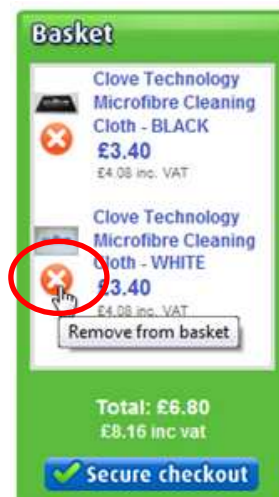 Basket
Clove Technology
Microfibre Cleaning
Cloth - BLACK
£3.40
£4.08 inc. VAT
Clove Technology
Microfibre Cleaning
Cloth - WHITE
£3.40
£4.08 inc. VAT
Remove from basket
Total: £6.80
£8.16 inc vat
Secure checkout